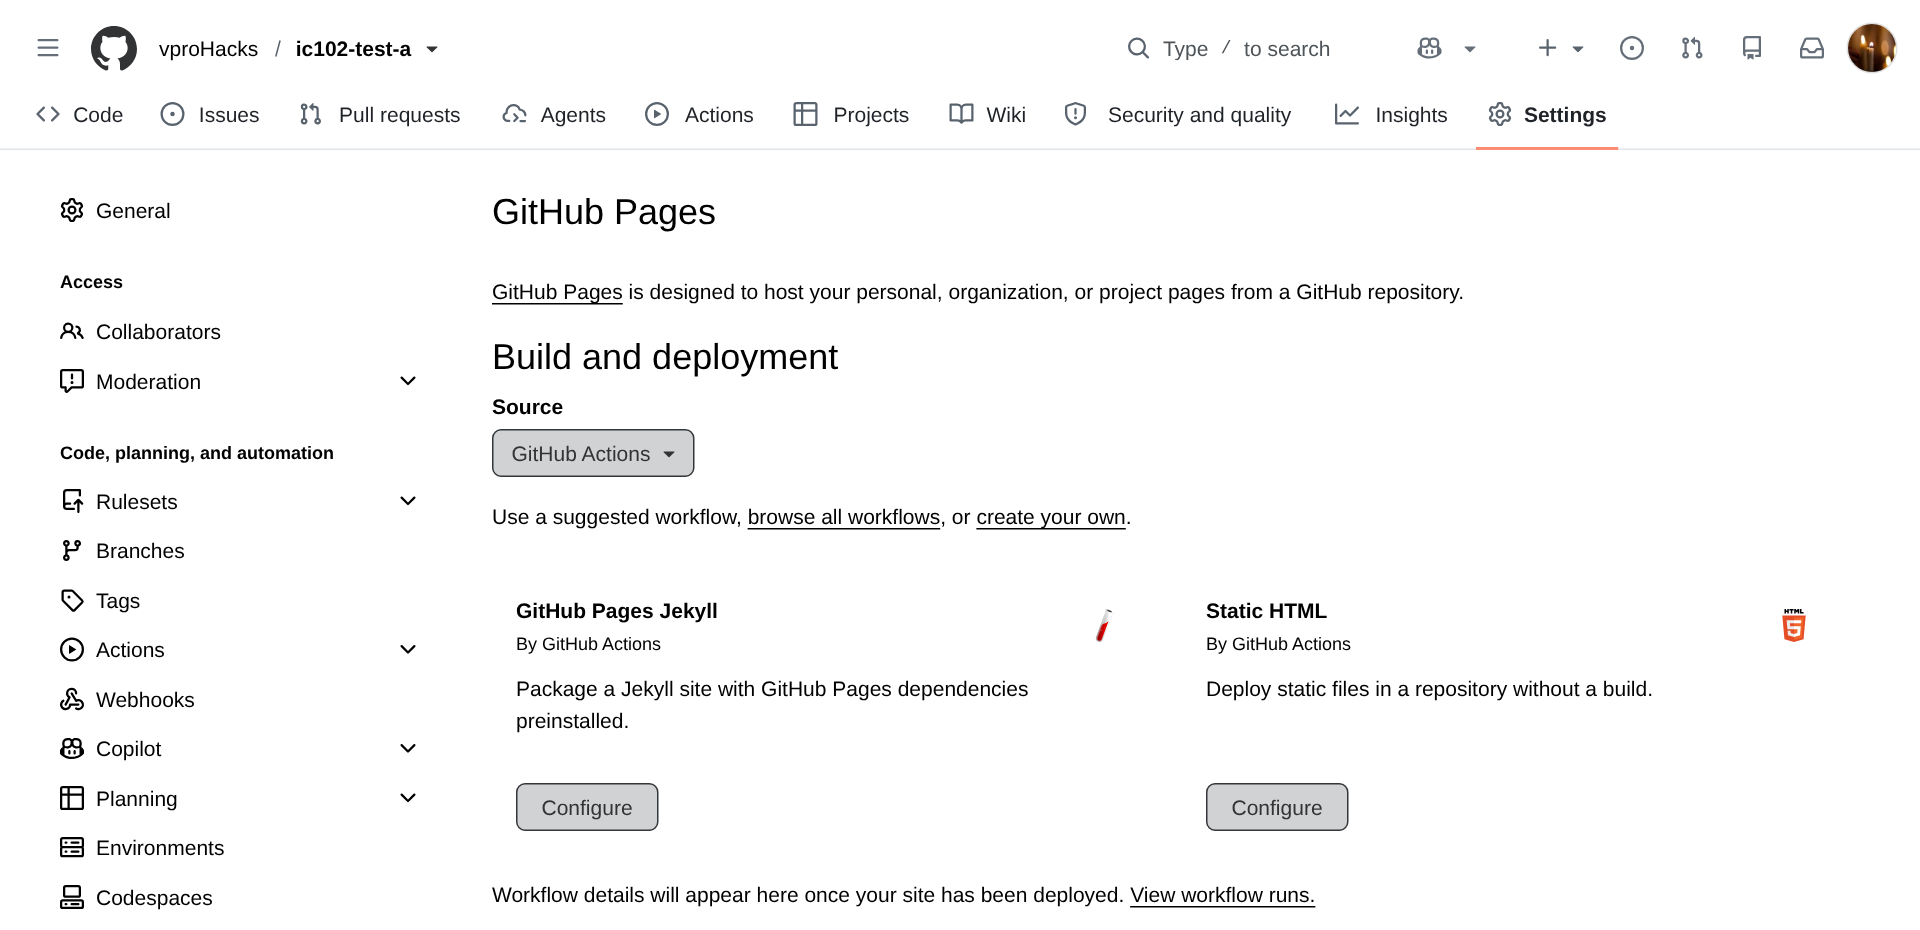 vProHacks / ic102-test-a
Type / to search
Code
Issues
Pull requests
Agents
Actions
Projects
Wiki
Security and quality
Insights
Settings
General
Access
Collaborators
Moderation
Code, planning, and automation
Rulesets
Branches
Tags
Actions
Webhooks
Copilot
Planning
Environments
Codespaces
GitHub Pages
GitHub Pages is designed to host your personal, organization, or project pages from a GitHub repository.
Build and deployment
Source
GitHub Actions
Use a suggested workflow, browse all workflows, or create your own.
GitHub Pages Jekyll
By GitHub Actions
Package a Jekyll site with GitHub Pages dependencies
preinstalled.
Configure
Static HTML
HTML
5
By GitHub Actions
Deploy static files in a repository without a build.
Configure
Workflow details will appear here once your site has been deployed. View workflow runs.